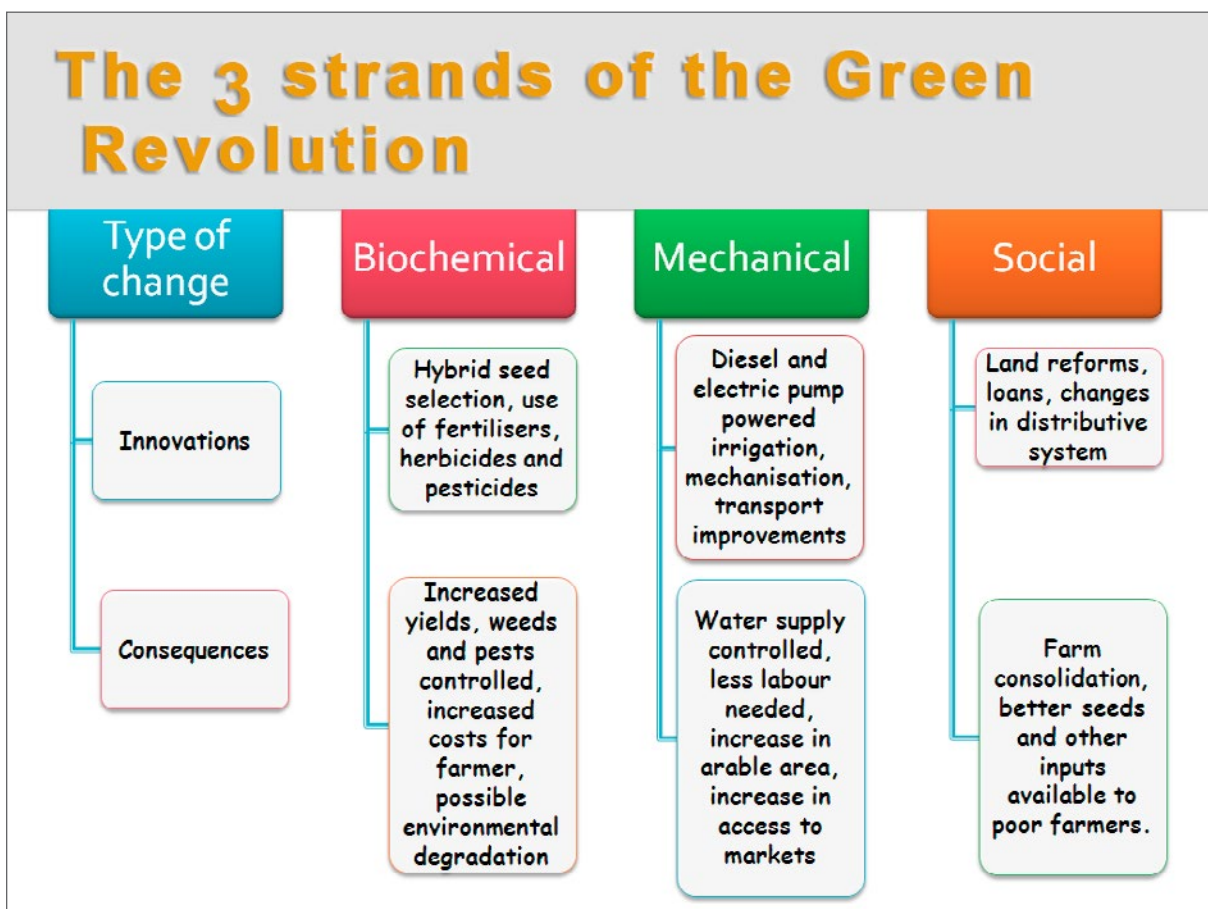 The 3 strands of the Green
Revolution
Type of
change
Innovations
Consequences
Biochemical
Hybrid seed
selection, use
of fertilisers,
herbicides and
pesticides
Increased
yields, weeds
and pests
controlled,
increased
costs for
farmer,
possible
environmental
degradation
Mechanical
Diesel and
electric pump
powered
irrigation,
mechanisation,
transport
improvements
Water supply
controlled,
less labour
needed,
increase in
arable area,
increase in
access to
markets
Social
Land reforms,
loans, changes
in distributive
system
Farm
consolidation,
better seeds
and other
inputs
available to
poor farmers.